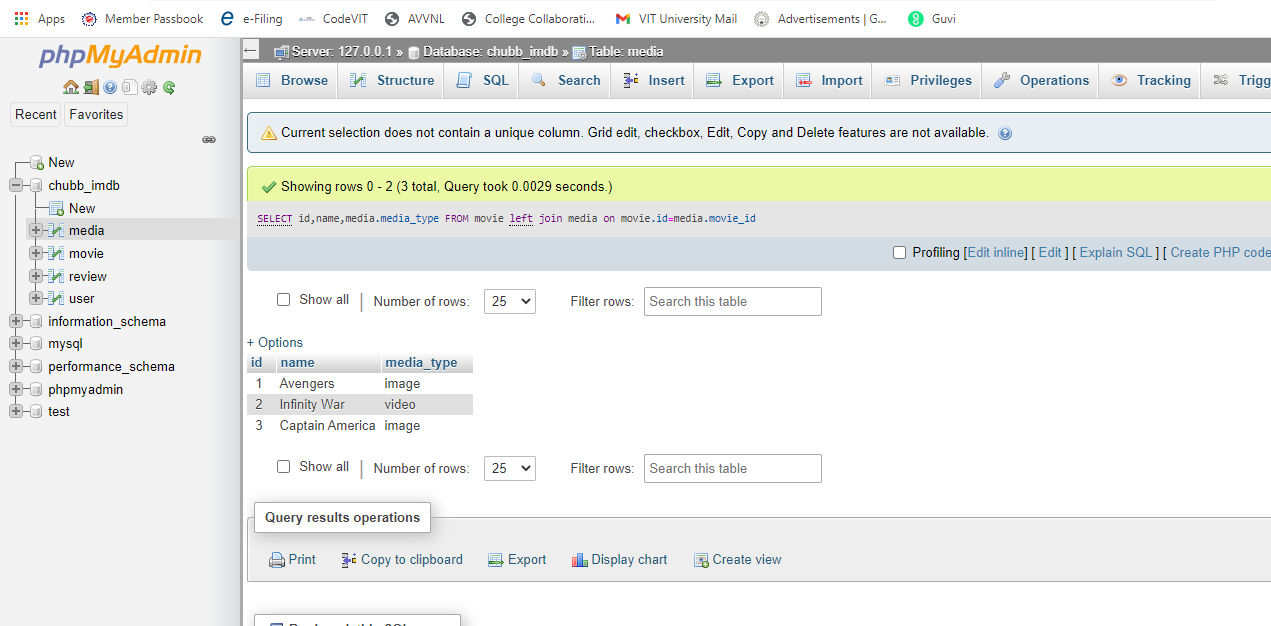 Apps Member Passbook e-Filing CodeVIT AVVNL College Collaborati... VIT University Mail Advertisements | G... Guvi
phpMyAdmin
Recent Favorites
New
chubb_imdb
New
media
movie
review
user
information_schema
mysql
performance_schema
phpmyadmin
test
Server: 127.0.0.1 » Database: chubb_imdb » Table: media
Browse Structure SQL Search Insert Export Import Privileges Operations Tracking Trigg
Current selection does not contain a unique column. Grid edit, checkbox, Edit, Copy and Delete features are not available.
Showing rows 0 - 2 (3 total, Query took 0.0029 seconds.)
SELECT id,name,media.media_type FROM movie left join media on movie.id=media.movie_id
Profiling [Edit inline] [ Edit ] [ Explain SQL ] [ Create PHP code
Show all | Number of rows: 25 Filter rows: Search this table
+ Options
id name media_type
1 Avengers image
2 Infinity War video
3 Captain America image
Show all | Number of rows: 25 Filter rows: Search this table
Query results operations
Print Copy to clipboard Export Display chart Create view